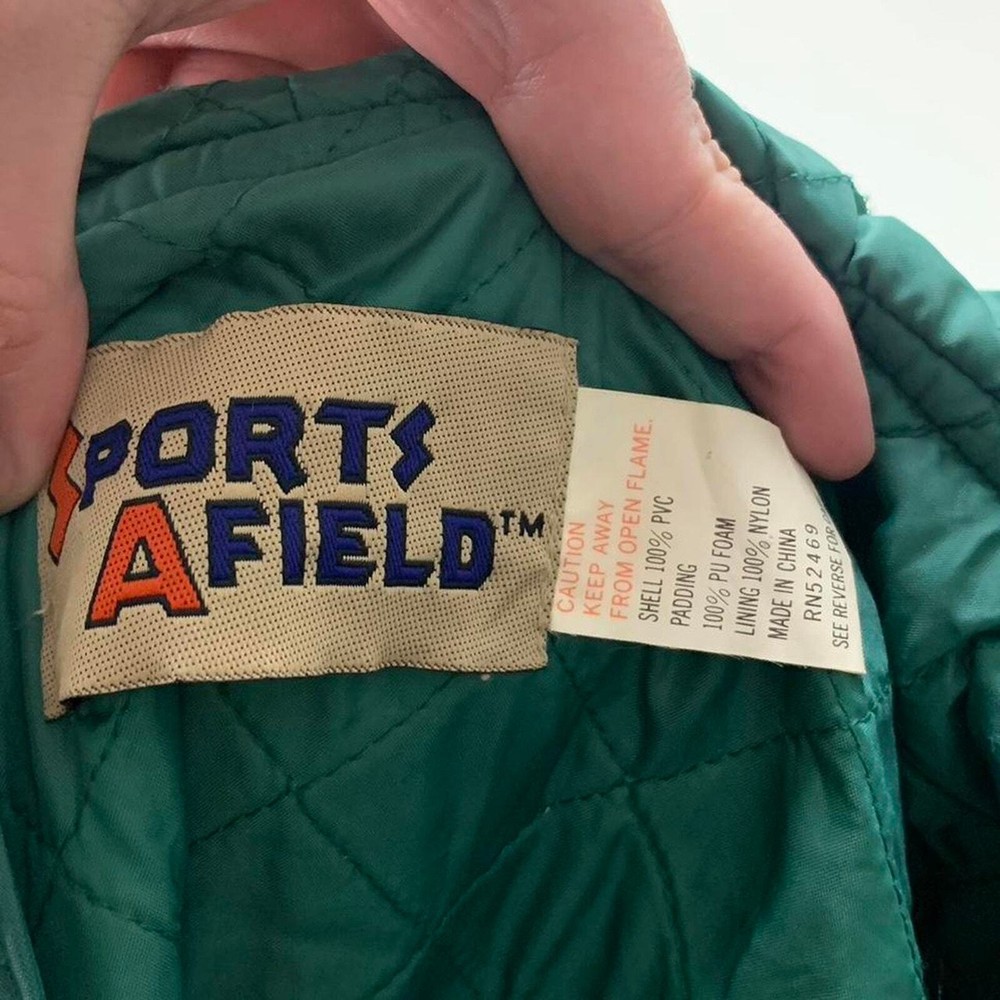 SPORTS
AFIELD™
CAUTION
KEEP AWAY
FROM OPEN FLAME.
SHELL 100% PVC
PADDING
100% PU FOAM
LINING 100% NYLON
MADE IN CHINA
RN52469
SEE REVERSE FOR